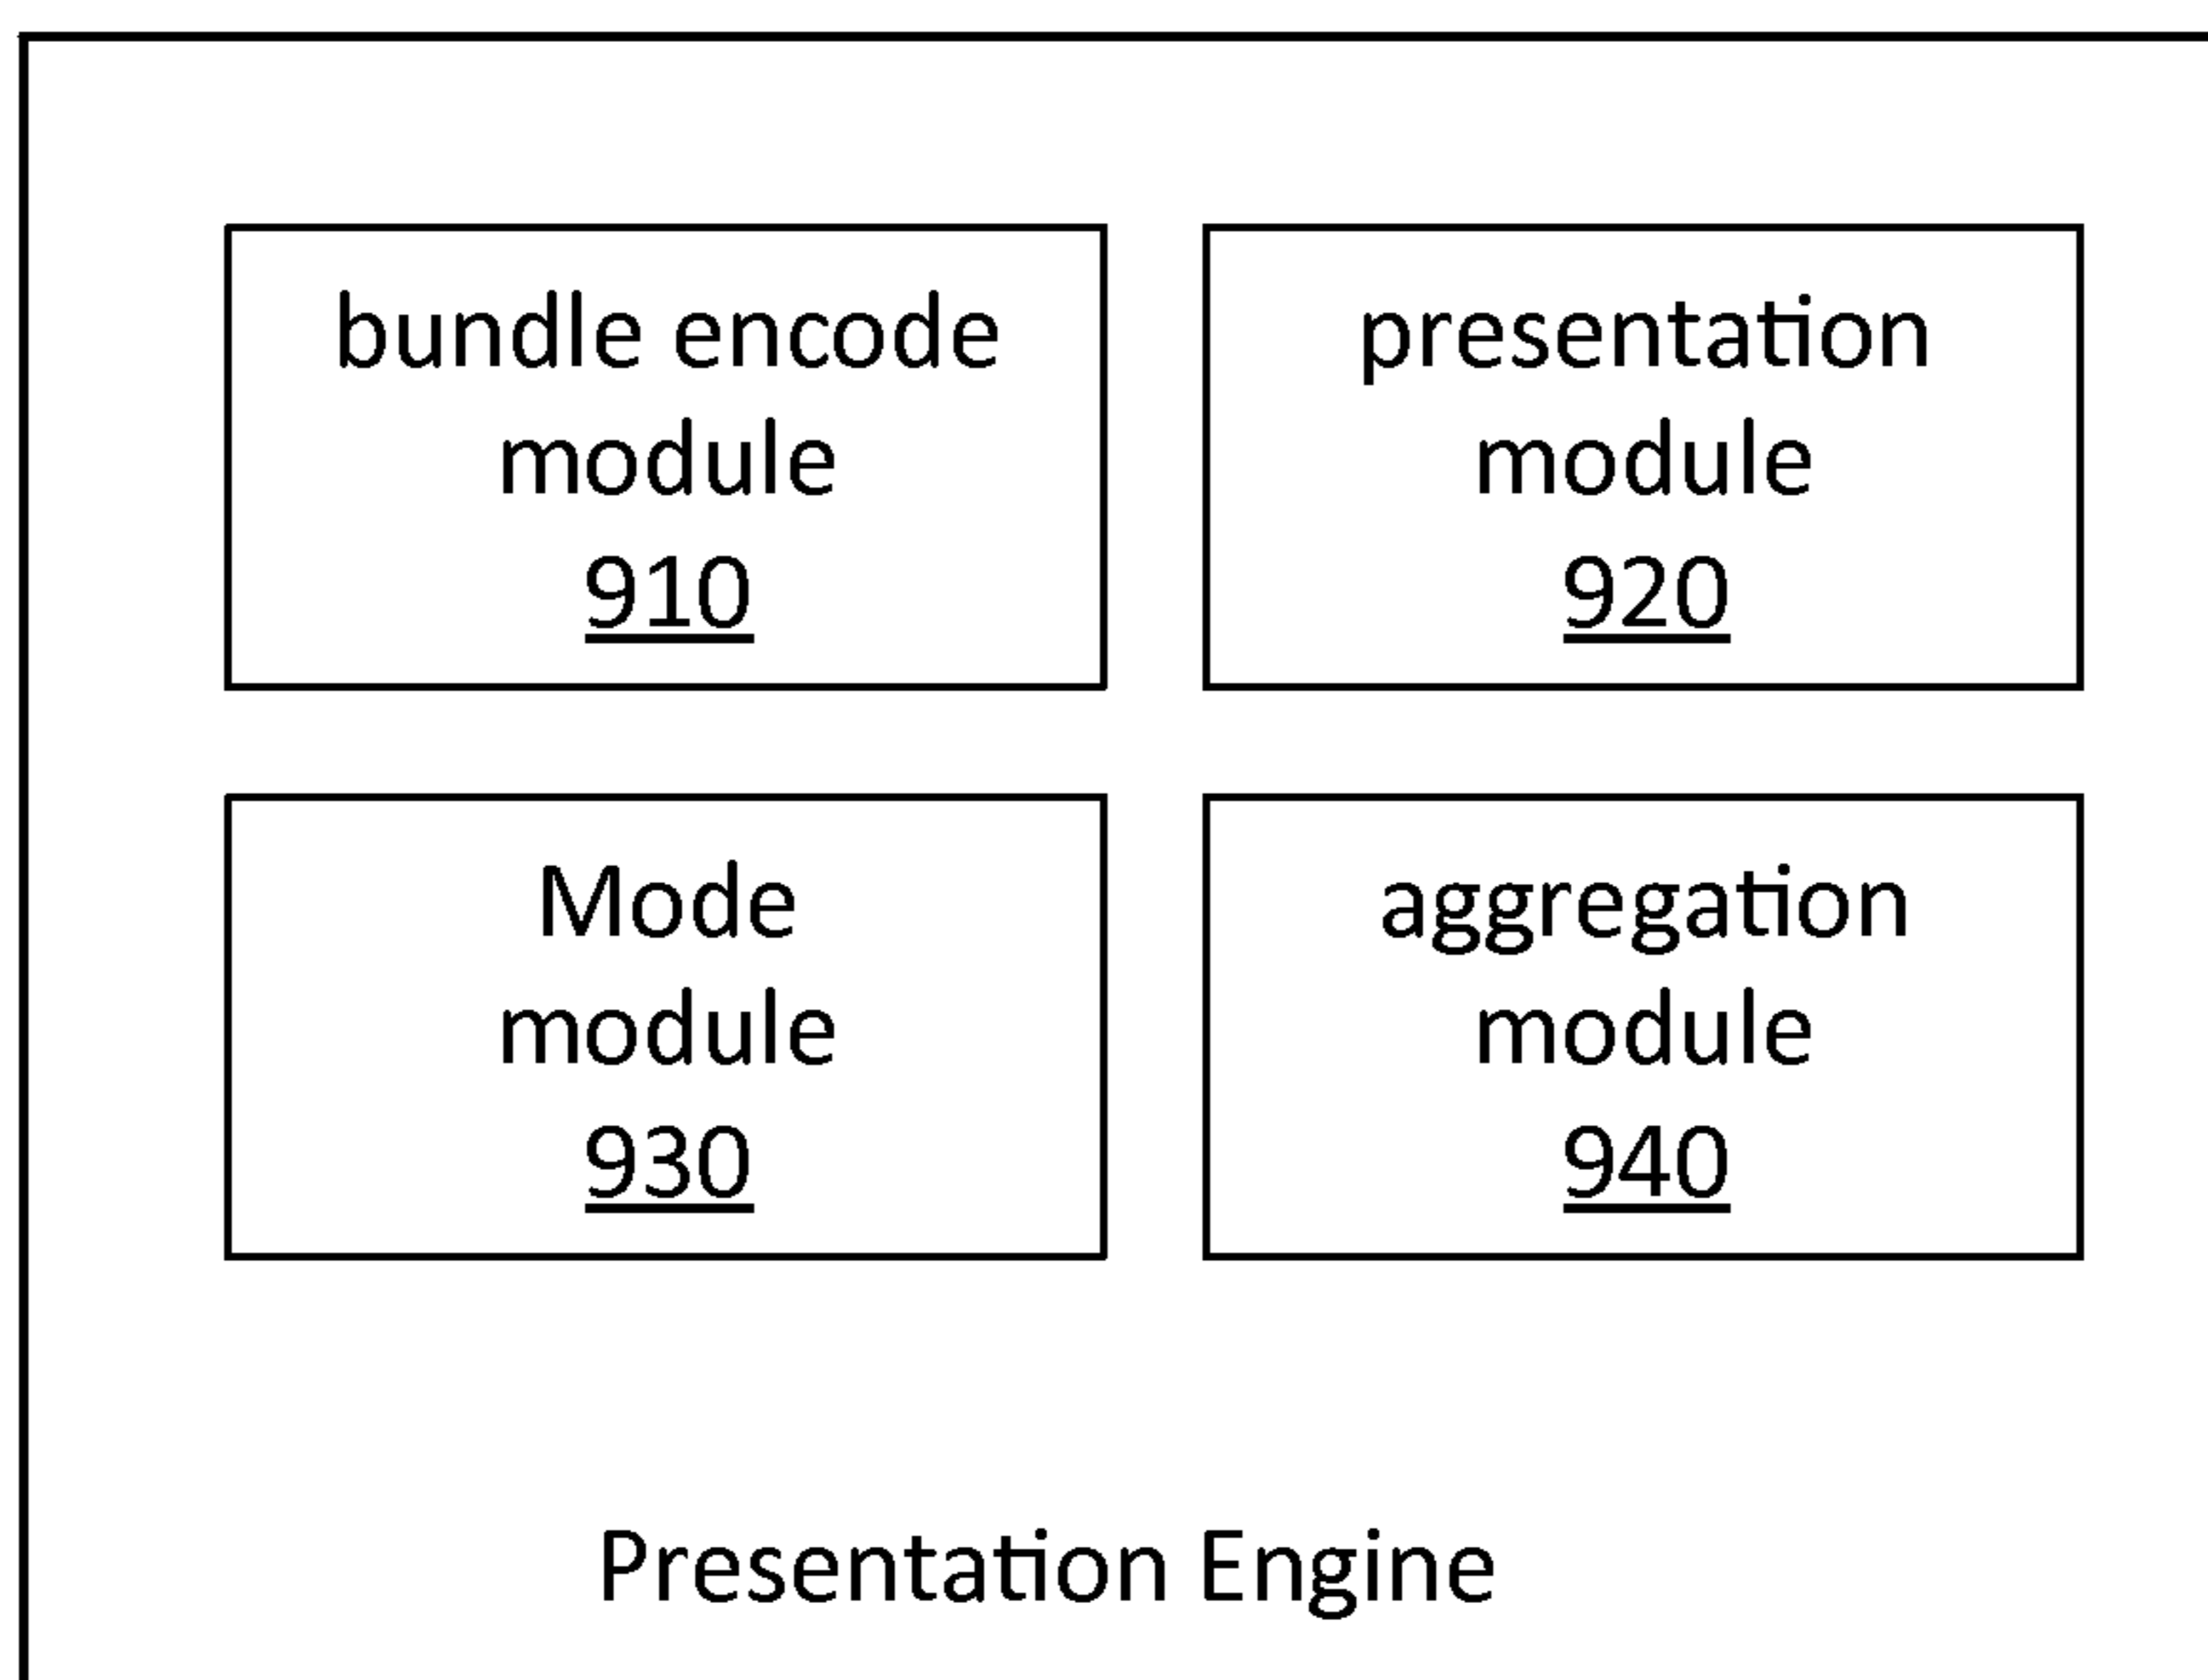 bundle encode
module
910
presentation
module
920
Mode
module
930
aggregation
module
940
Presentation Engine